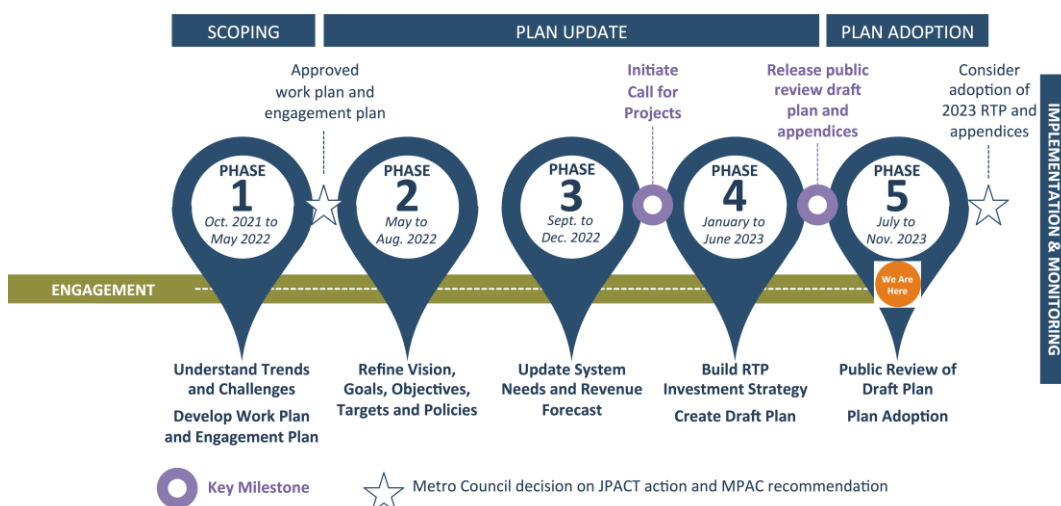 SCOPING
PLAN UPDATE
PLAN ADOPTION
Approved
work plan and
engagement plan
Initiate
Call for
Projects
Release public
review draft
plan and
appendices
Consider
adoption of
2023 RTP and
appendices
IMPLEMENTATION & MONITORING
PHASE
1
Oct. 2021 to
May 2022
PHASE
2
May to
Aug. 2022
PHASE
3
Sept. to
Dec. 2022
PHASE
4
January to
June 2023
PHASE
5
July to
Nov. 2023
ENGAGEMENT
We Are
Here
Understand Trends
and Challenges
Develop Work Plan
and Engagement Plan
Refine Vision,
Goals, Objectives,
Targets and Policies
Update System
Needs and Revenue
Forecast
Build RTP
Investment Strategy
Create Draft Plan
Public Review of
Draft Plan
Plan Adoption
Key Milestone
Metro Council decision on JPACT action and MPAC recommendation